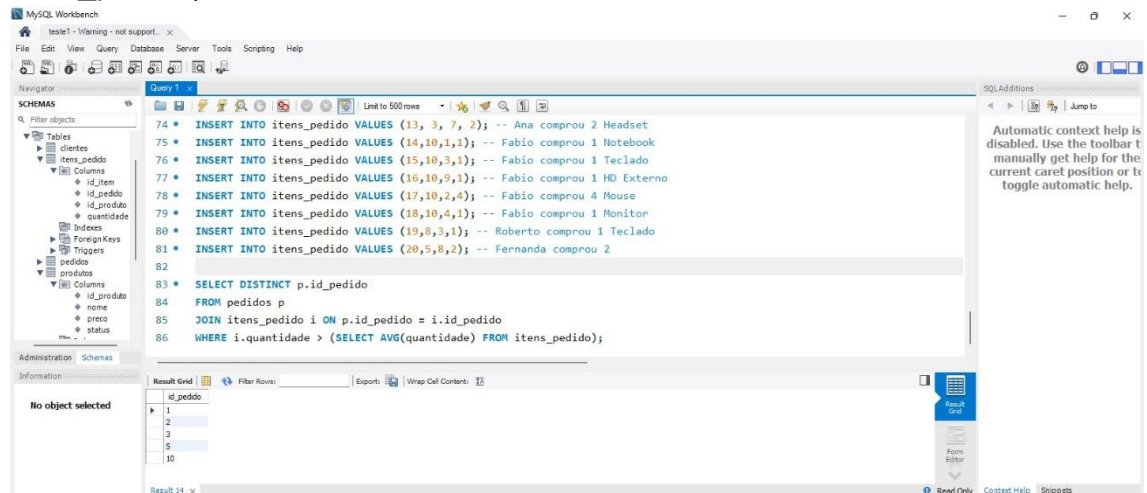 MySQL Workbench
teste1 - Warning - not support... ×
File Edit View Query Database Server Tools Scripting Help
Navigator
Query 1 ×
SQLAdditions
SCHEMAS
Limit to 500 rows
Jump to
Filter objects
Tables
clientes
itens_pedido
Columns
id_item
id_pedido
id_produto
quantidade
Indexes
Foreign Keys
Triggers
pedidos
produtos
Columns
id_produto
nome
preco
status
74 INSERT INTO itens_pedido VALUES (13, 3, 7, 2); -- Ana comprou 2 Headset
75 INSERT INTO itens_pedido VALUES (14,10,1,1); -- Fabio comprou 1 Notebook
76 INSERT INTO itens_pedido VALUES (15,10,3,1); -- Fabio comprou 1 Teclado
77 INSERT INTO itens_pedido VALUES (16,10,9,1); -- Fabio comprou 1 HD Externo
78 INSERT INTO itens_pedido VALUES (17,10,2,4); -- Fabio comprou 4 Mouse
79 INSERT INTO itens_pedido VALUES (18,10,4,1); -- Fabio comprou 1 Monitor
80 INSERT INTO itens_pedido VALUES (19,8,3,1); -- Roberto comprou 1 Teclado
81 INSERT INTO itens_pedido VALUES (20,5,8,2); -- Fernanda comprou 2
82
83 SELECT DISTINCT p.id_pedido
84 FROM pedidos p
85 JOIN itens_pedido i ON p.id_pedido = i.id_pedido
86 WHERE i.quantidade > (SELECT AVG(quantidade) FROM itens_pedido);
Automatic context help is
disabled. Use the toolbar t
manually get help for the
current caret position or to
toggle automatic help.
Administration Schemas
Information
No object selected
Result Grid Filter Rows: Export: Wrap Cell Content:
id_pedido
1
2
3
5
10
Result
Grid
Form
Editor
Result 14 ×
Read Only
Context Help Snippets